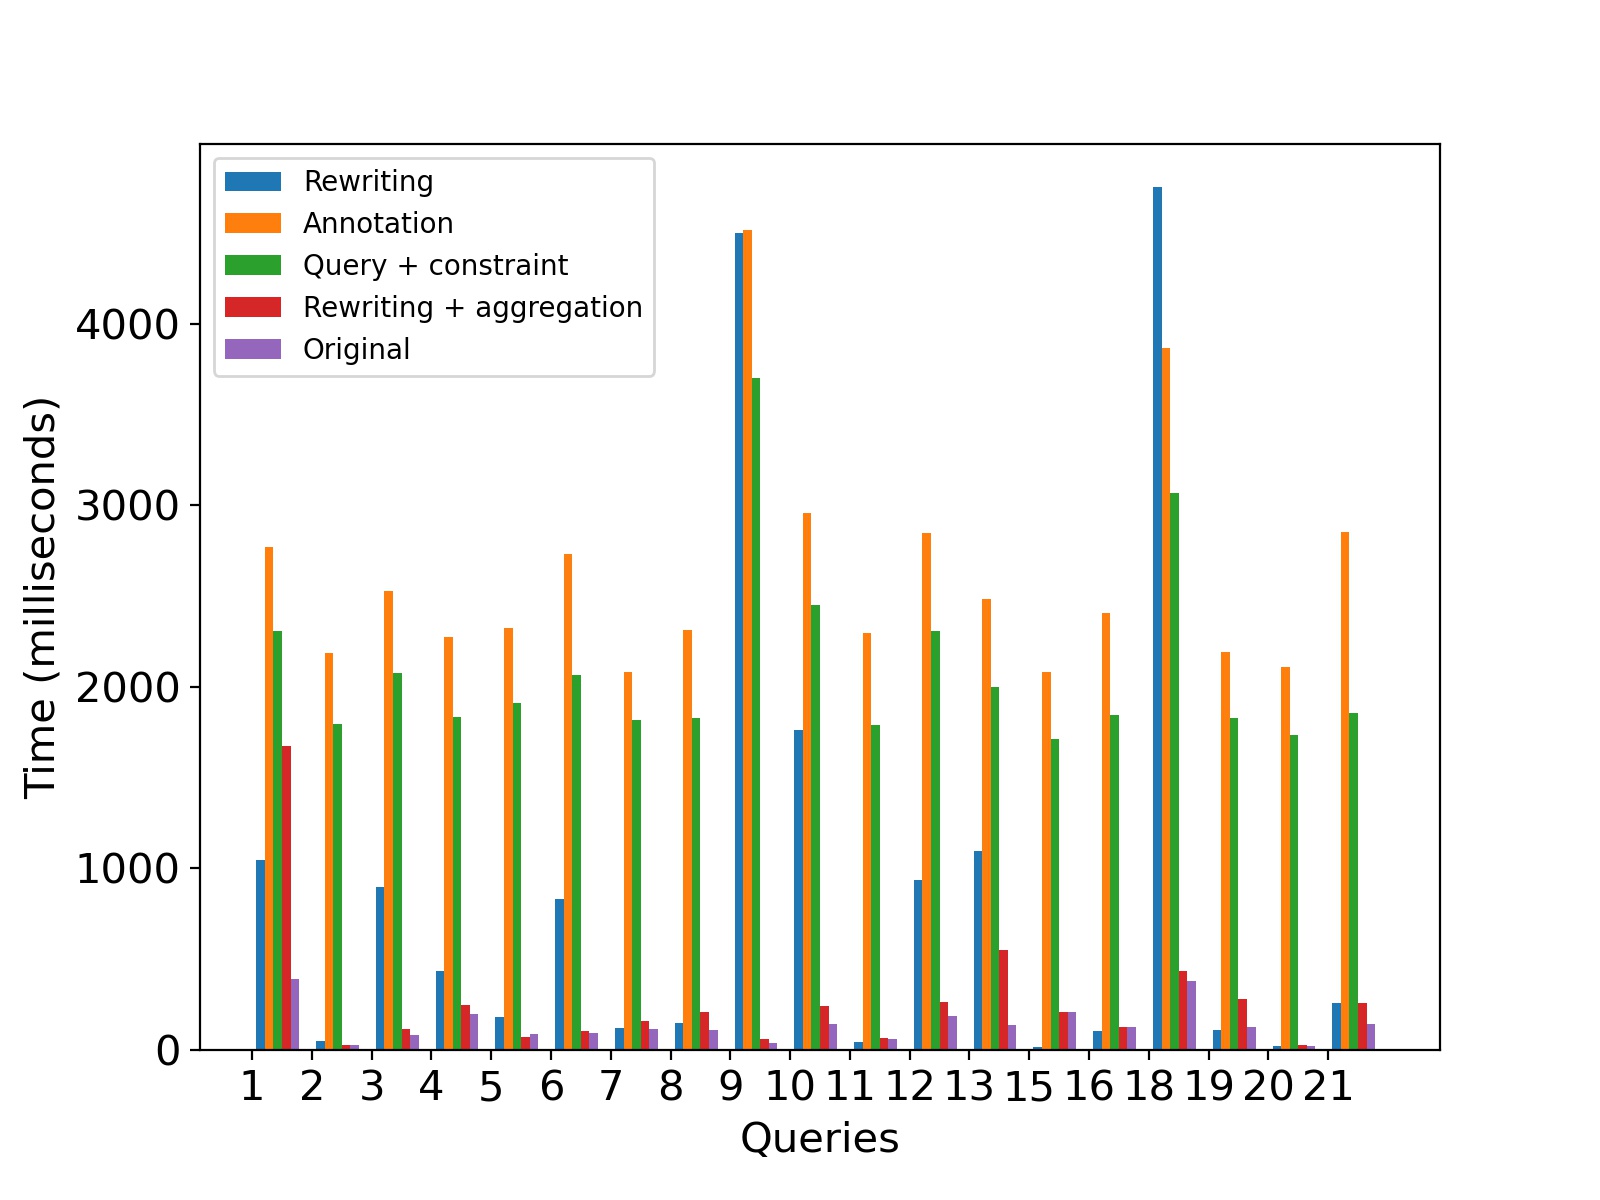 Rewriting
Annotation
Query + constraint
Rewriting + aggregation
Original
4000
3000
2000
1000
0
Time (milliseconds)
1 2 3 4 5 6 7 8 9 10 11 12 13 15 16 18 19 20 21
Queries